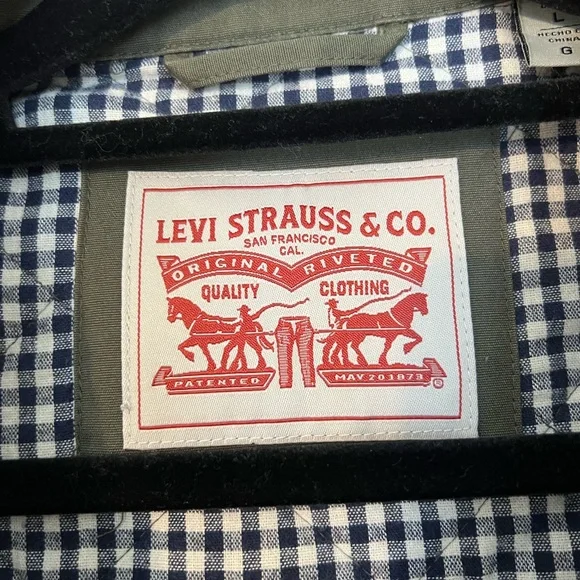 L
HECHO
CHINA
G
LEVI STRAUSS & CO.
SAN FRANCISCO
CAL.
ORIGINAL RIVETED
QUALITY CLOTHING
PATENTED MAY 20 1873
®